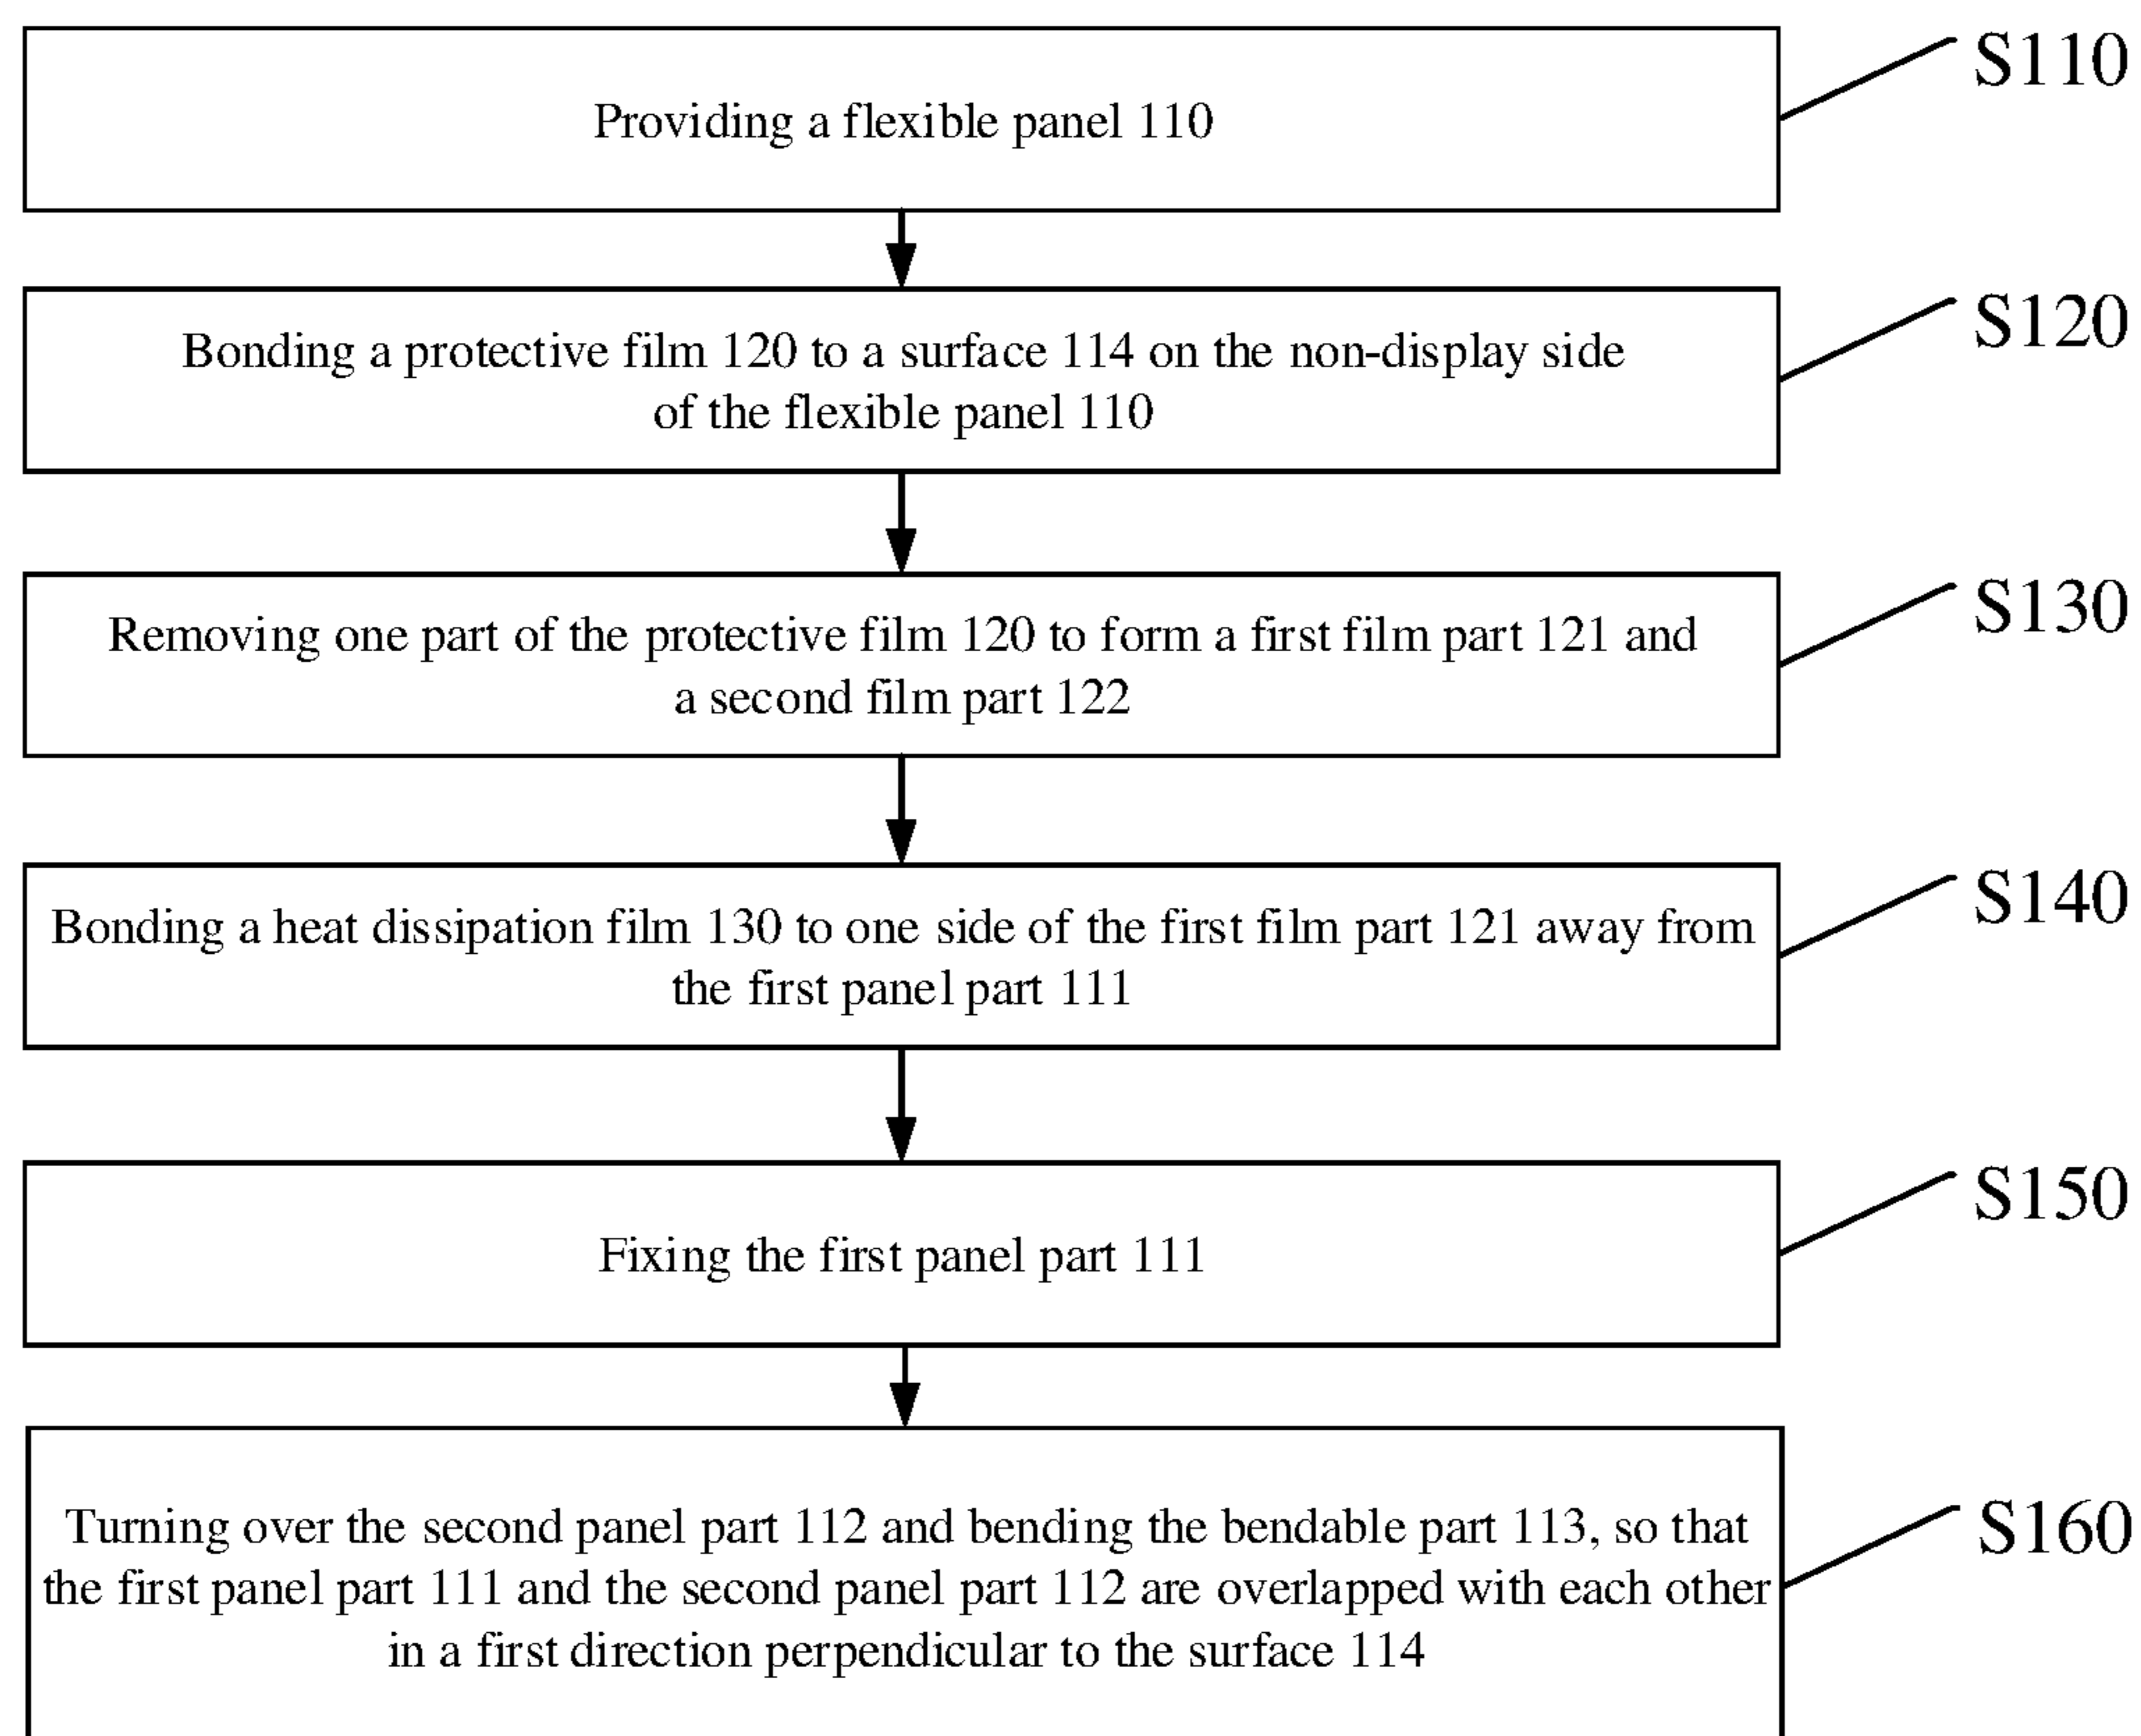 Providing a flexible panel 110
S110
Bonding a protective film 120 to a surface 114 on the non-display side
of the flexible panel 110
S120
Removing one part of the protective film 120 to form a first film part 121 and
a second film part 122
S130
Bonding a heat dissipation film 130 to one side of the first film part 121 away from
the first panel part 111
S140
Fixing the first panel part 111
S150
Turning over the second panel part 112 and bending the bendable part 113, so that
the first panel part 111 and the second panel part 112 are overlapped with each other
in a first direction perpendicular to the surface 114
S160